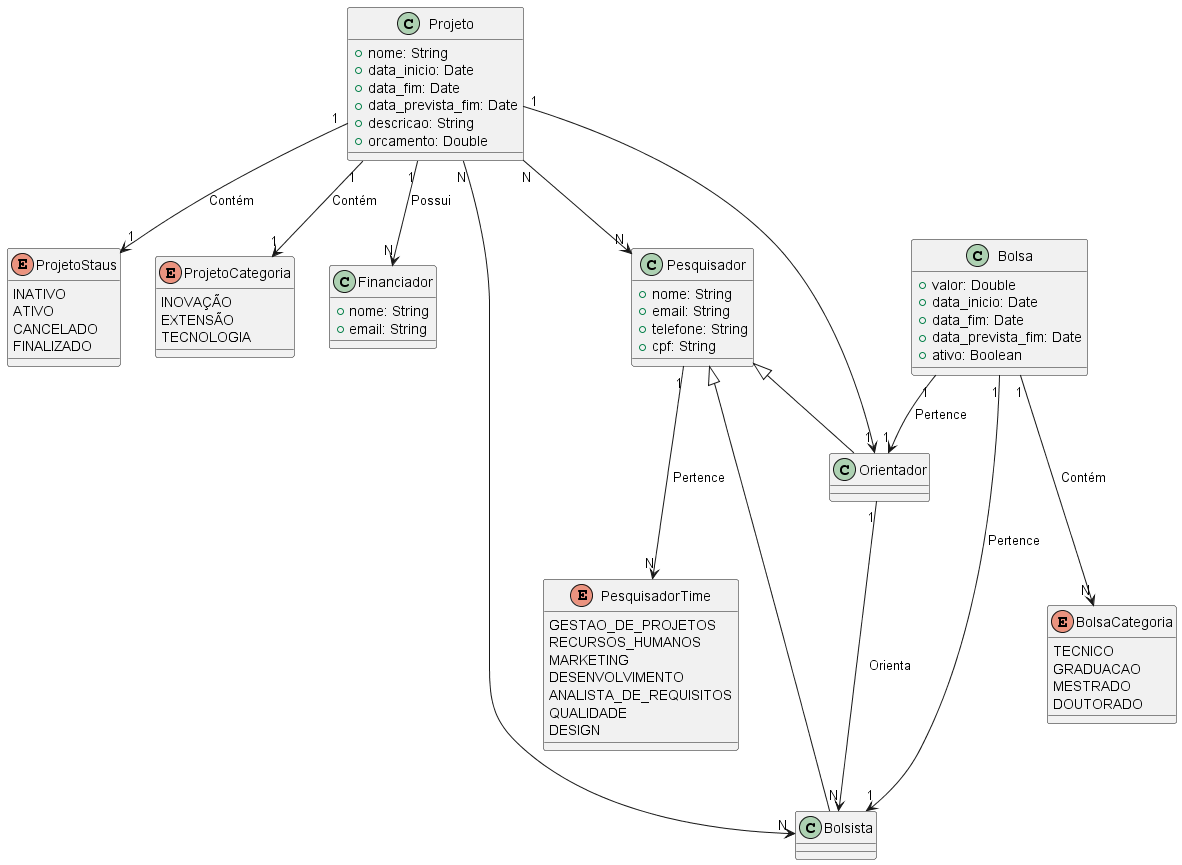 C Projeto
nome: String
data_inicio: Date
data_fim: Date
data_prevista_fim: Date
descricao: String
orcamento: Double
1
1
1
1
N
N
Contém
Contém
Possui
1
1
N
N
E ProjetoStaus
INATIVO
ATIVO
CANCELADO
FINALIZADO
E ProjetoCategoria
INOVAÇÃO
EXTENSÃO
TECNOLOGIA
C Financiador
nome: String
email: String
C Pesquisador
nome: String
email: String
telefone: String
cpf: String
C Bolsa
valor: Double
data_inicio: Date
data_fim: Date
data_prevista_fim: Date
ativo: Boolean
1
1
1
1
Pertence
1
1
C Orientador
Pertence
Contém
1
Pertence
N
N
E PesquisadorTime
GESTAO_DE_PROJETOS
RECURSOS_HUMANOS
MARKETING
DESENVOLVIMENTO
ANALISTA_DE_REQUISITOS
QUALIDADE
DESIGN
E BolsaCategoria
TECNICO
GRADUACAO
MESTRADO
DOUTORADO
Orienta
N
1
N
C Bolsista